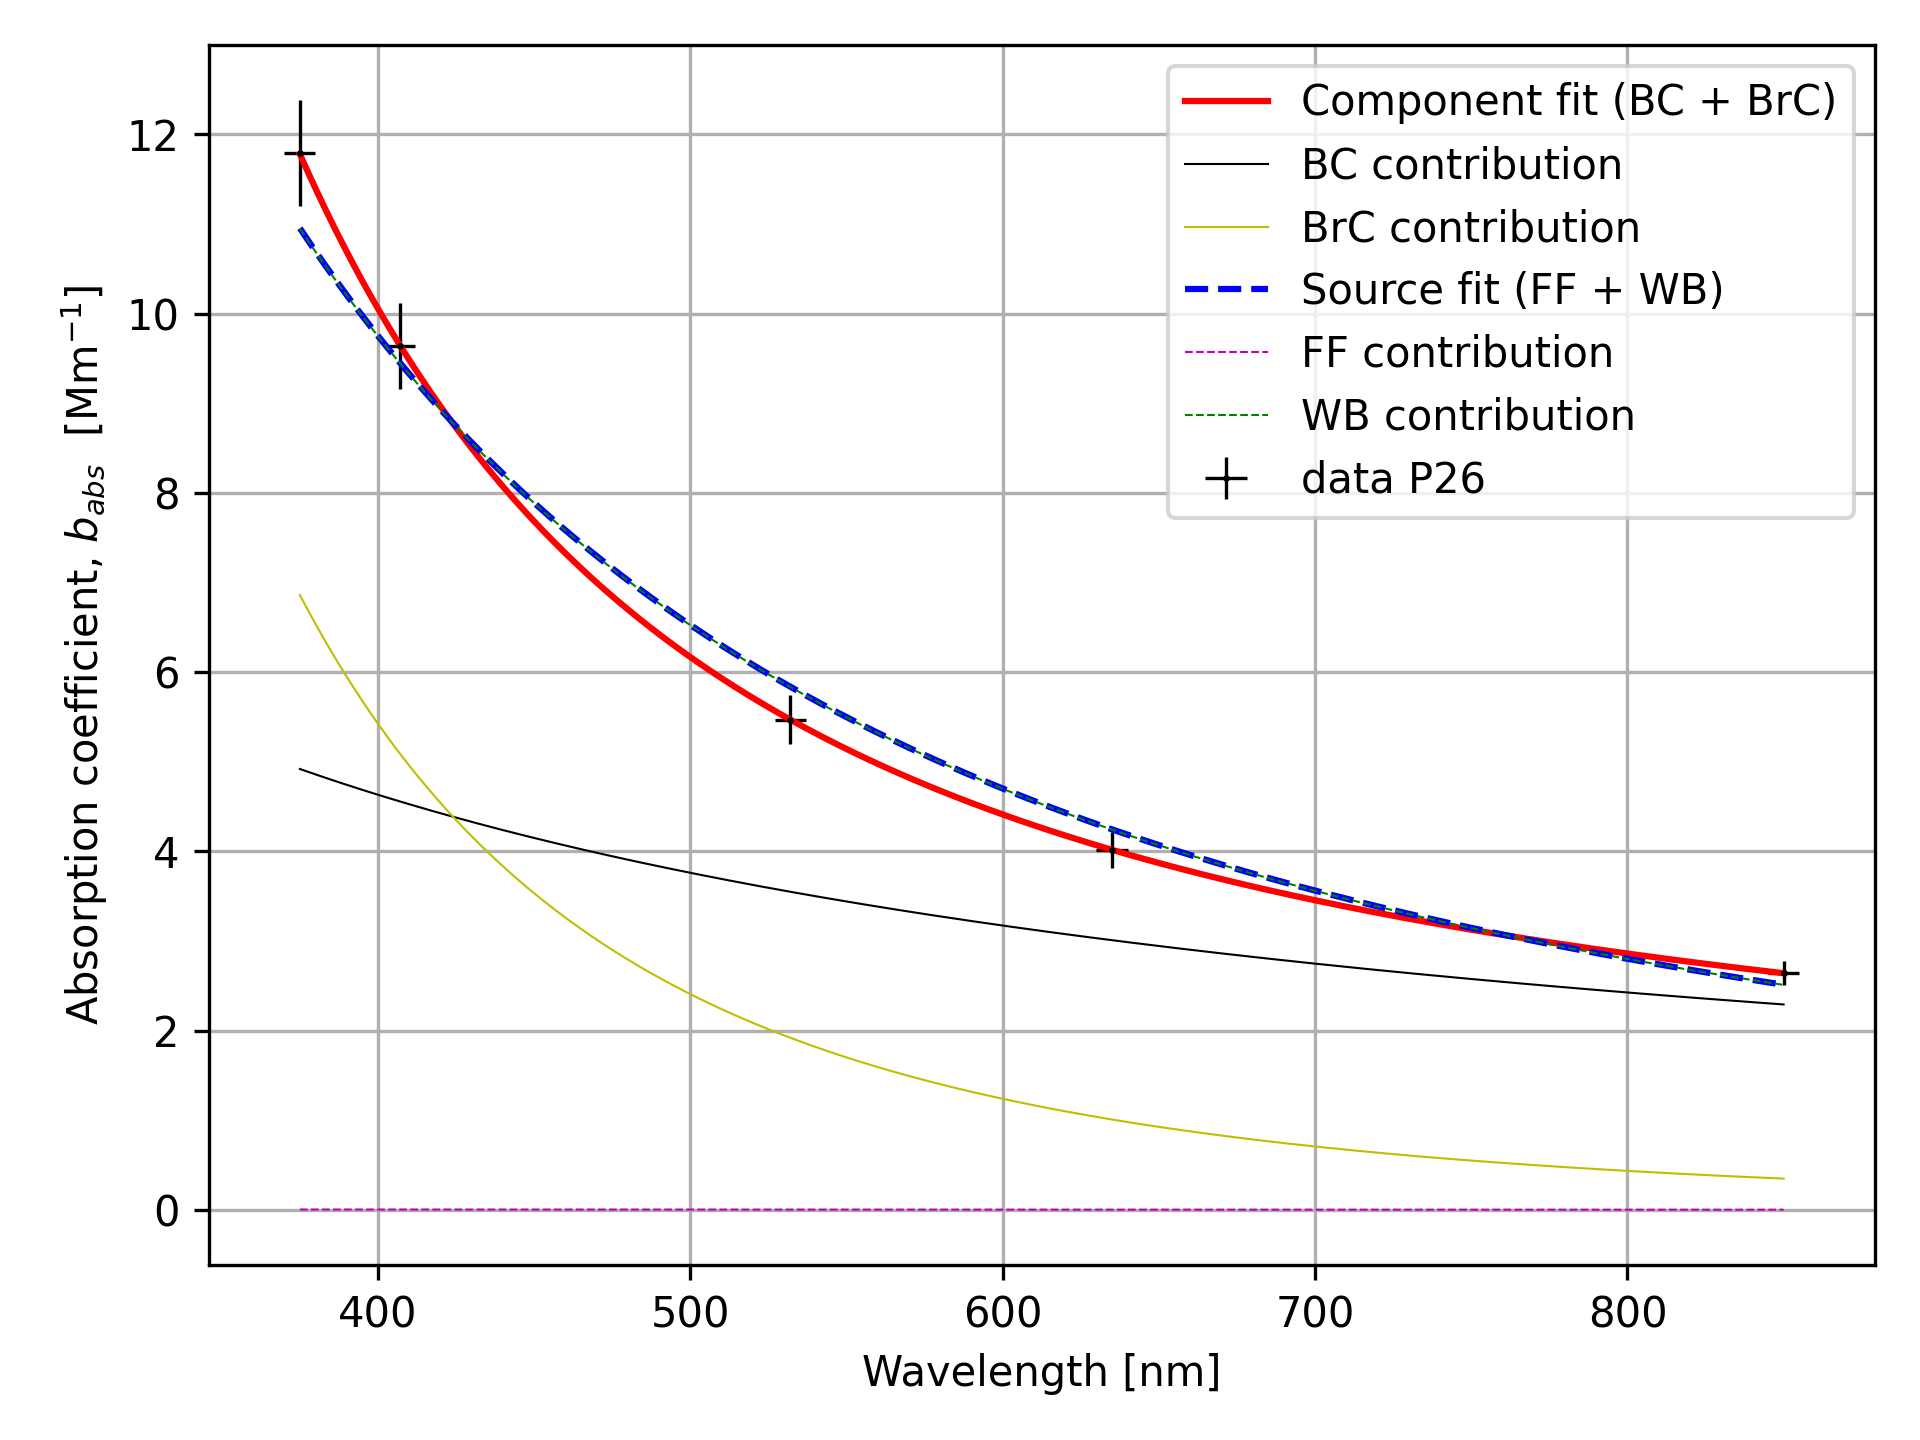 Component fit (BC + BrC)
BC contribution
BrC contribution
Source fit (FF + WB)
FF contribution
WB contribution
data P26
12
10
8
6
4
2
0
Absorption coefficient, b_abs [Mm⁻¹]
400 500 600 700 800
Wavelength [nm]